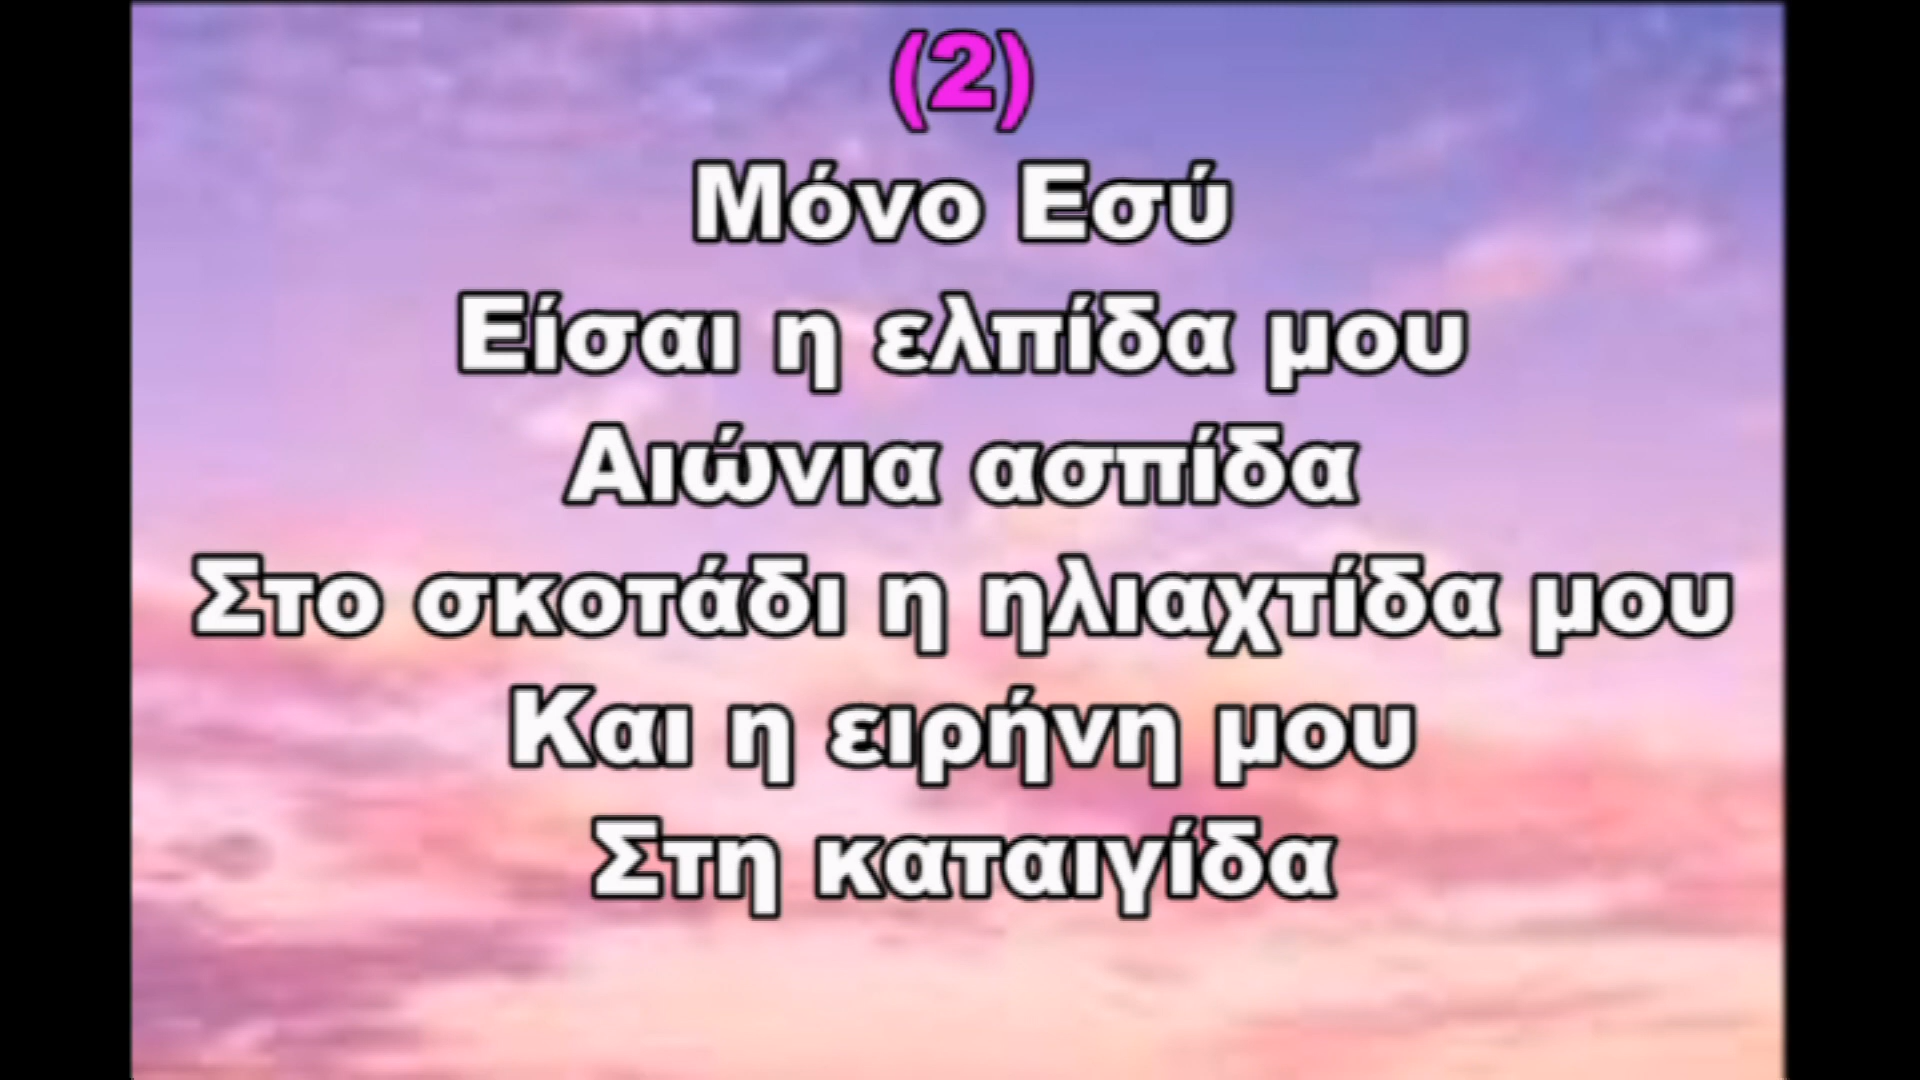 (2)
Μόνο Εσύ
Είσαι η ελπίδα μου
Αιώνια ασπίδα
Στο σκοτάδι η ηλιαχτίδα μου
Και η ειρήνη μου
Στη καταιγίδα